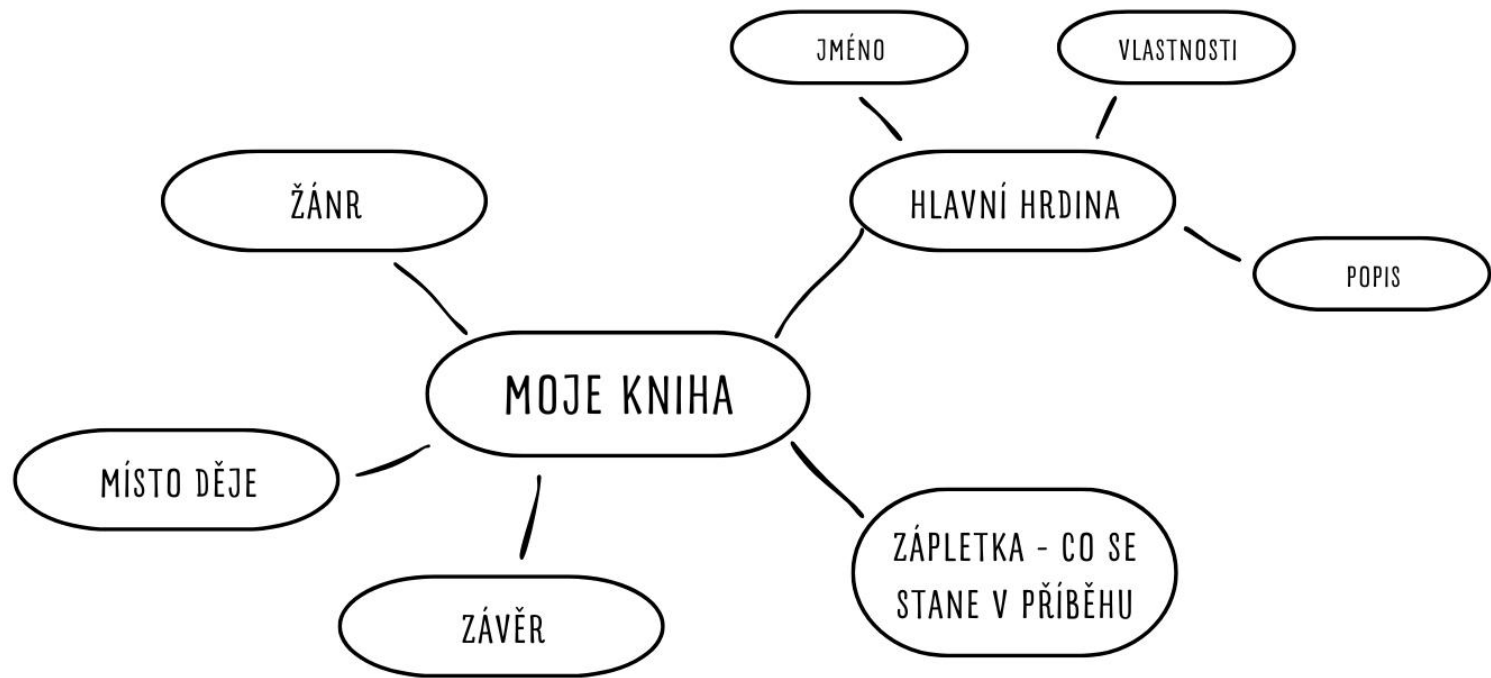 JMÉNO
VLASTNOSTI
ŽÁNR
HLAVNÍ HRDINA
POPIS
MOJE KNIHA
MÍSTO DĚJE
ZÁPLETKA - CO SE
STANE V PŘÍBĚHU
ZÁVĚR